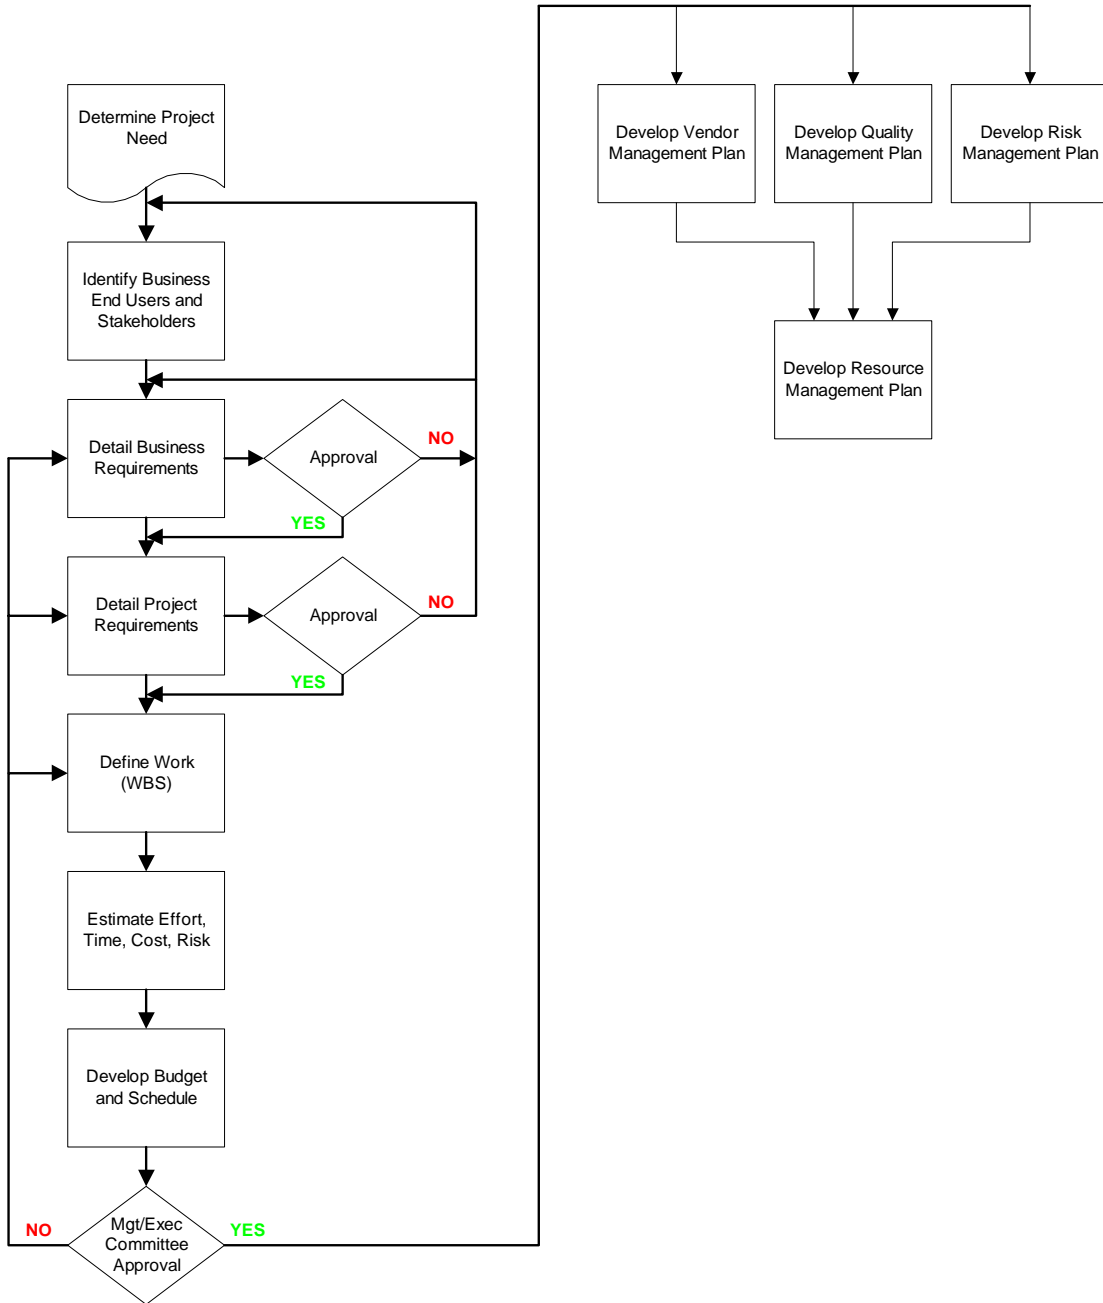 Determine Project
Need
Identify Business
End Users and
Stakeholders
Detail Business
Requirements
Approval
NO
YES
Detail Project
Requirements
Approval
NO
YES
Define Work
(WBS)
Estimate Effort,
Time, Cost, Risk
Develop Budget
and Schedule
Mgt/Exec
Committee
Approval
NO
YES
Develop Vendor
Management Plan
Develop Quality
Management Plan
Develop Risk
Management Plan
Develop Resource
Management Plan